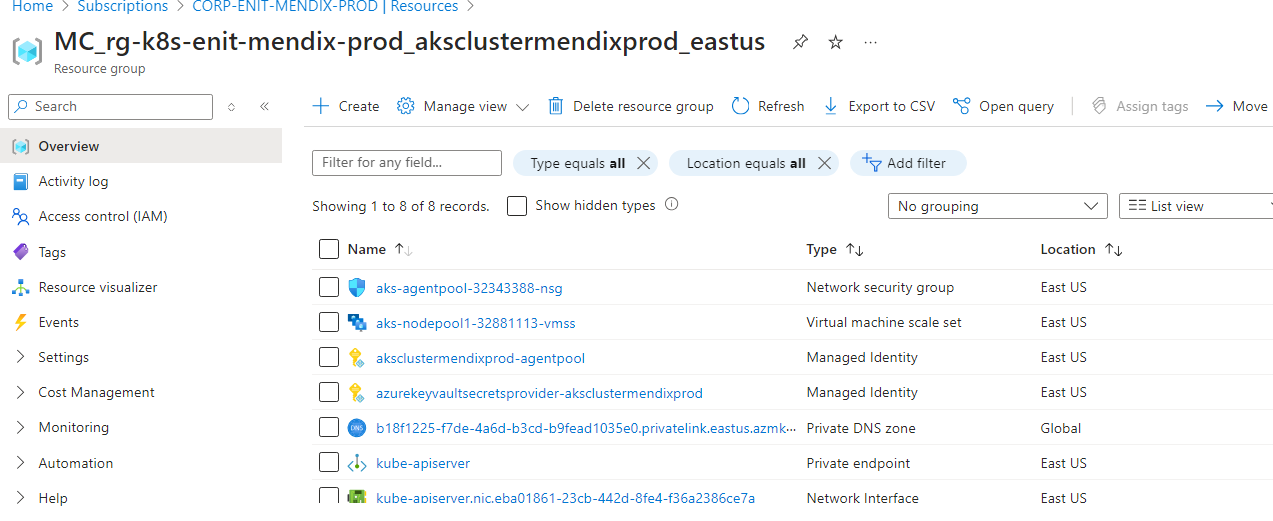 Home > Subscriptions > CORP-ENIT-MENDIX-PROD | Resources >
MC_rg-k8s-enit-mendix-prod_aksclustermendixprod_eastus
Resource group
Search
Create Manage view Delete resource group Refresh Export to CSV Open query Assign tags Move
Overview
Activity log
Access control (IAM)
Tags
Resource visualizer
Events
Settings
Cost Management
Monitoring
Automation
Help
Filter for any field...
Type equals all
Location equals all
Add filter
Showing 1 to 8 of 8 records.
Show hidden types
No grouping
List view
Name Type Location
aks-agentpool-32343388-nsg Network security group East US
aks-nodepool1-32881113-vmss Virtual machine scale set East US
aksclustermendixprod-agentpool Managed Identity East US
azurekeyvaultsecretsprovider-aksclustermendixprod Managed Identity East US
DNS b18f1225-f7de-4a6d-b3cd-b9fead1035e0.privatelink.eastus.azmk··· Private DNS zone Global
kube-apiserver Private endpoint East US
kube-apiserver.nic.eba01861-23cb-442d-8fe4-f36a2386ce7a Network Interface East US